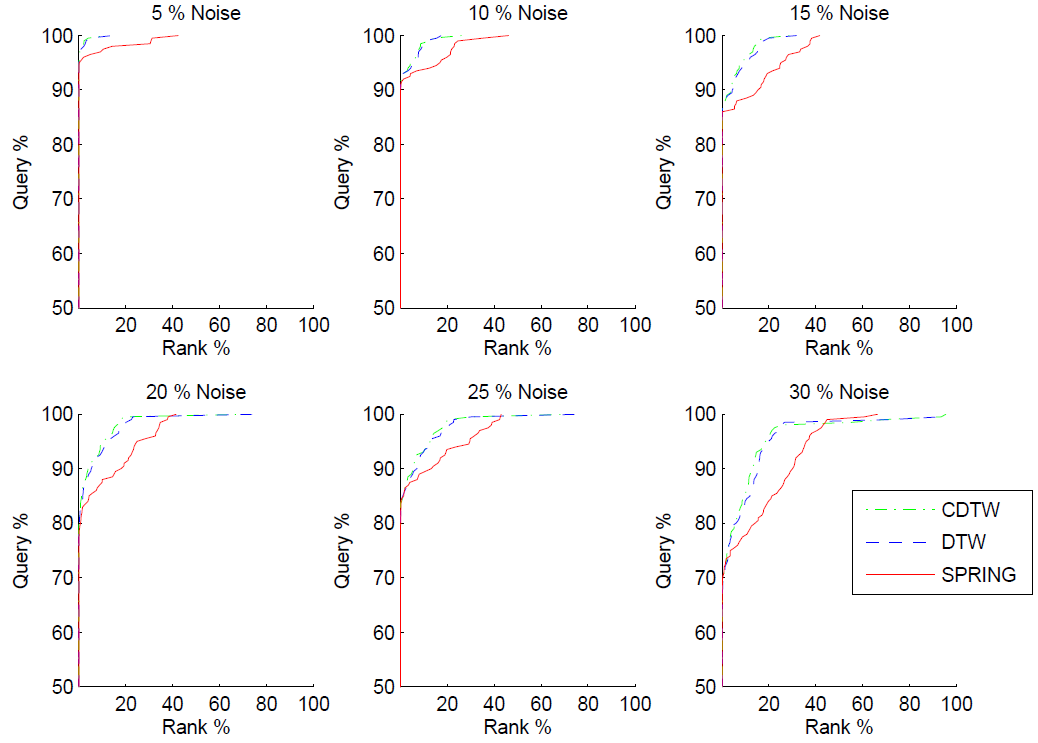 5 % Noise
10 % Noise
15 % Noise
100
90
80
70
60
50
Query %
20 40 60 80 100
Rank %
100
90
80
70
60
50
Query %
20 40 60 80 100
Rank %
100
90
80
70
60
50
Query %
20 40 60 80 100
Rank %
20 % Noise
25 % Noise
30 % Noise
100
90
80
70
60
50
Query %
20 40 60 80 100
Rank %
100
90
80
70
60
50
Query %
20 40 60 80 100
Rank %
100
90
80
70
60
50
Query %
20 40 60 80 100
Rank %
CDTW
DTW
SPRING